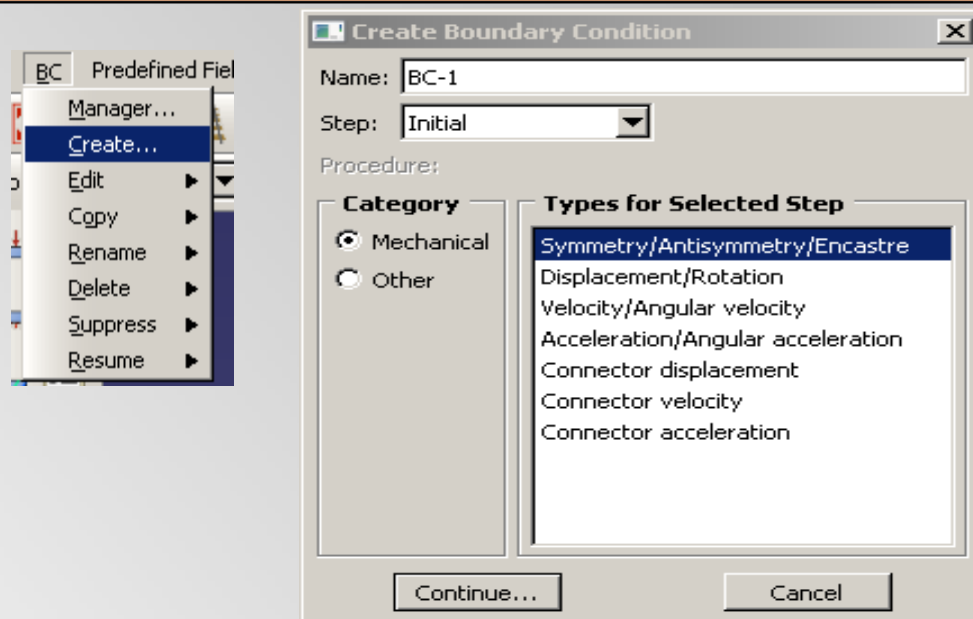 BC Predefined Fiel
Manager...
Create...
Edit
Copy
Rename
Delete
Suppress
Resume
Create Boundary Condition
Name: BC-1
Step: Initial
Procedure:
Category
Mechanical
Other
Types for Selected Step
Symmetry/Antisymmetry/Encastre
Displacement/Rotation
Velocity/Angular velocity
Acceleration/Angular acceleration
Connector displacement
Connector velocity
Connector acceleration
Continue...
Cancel